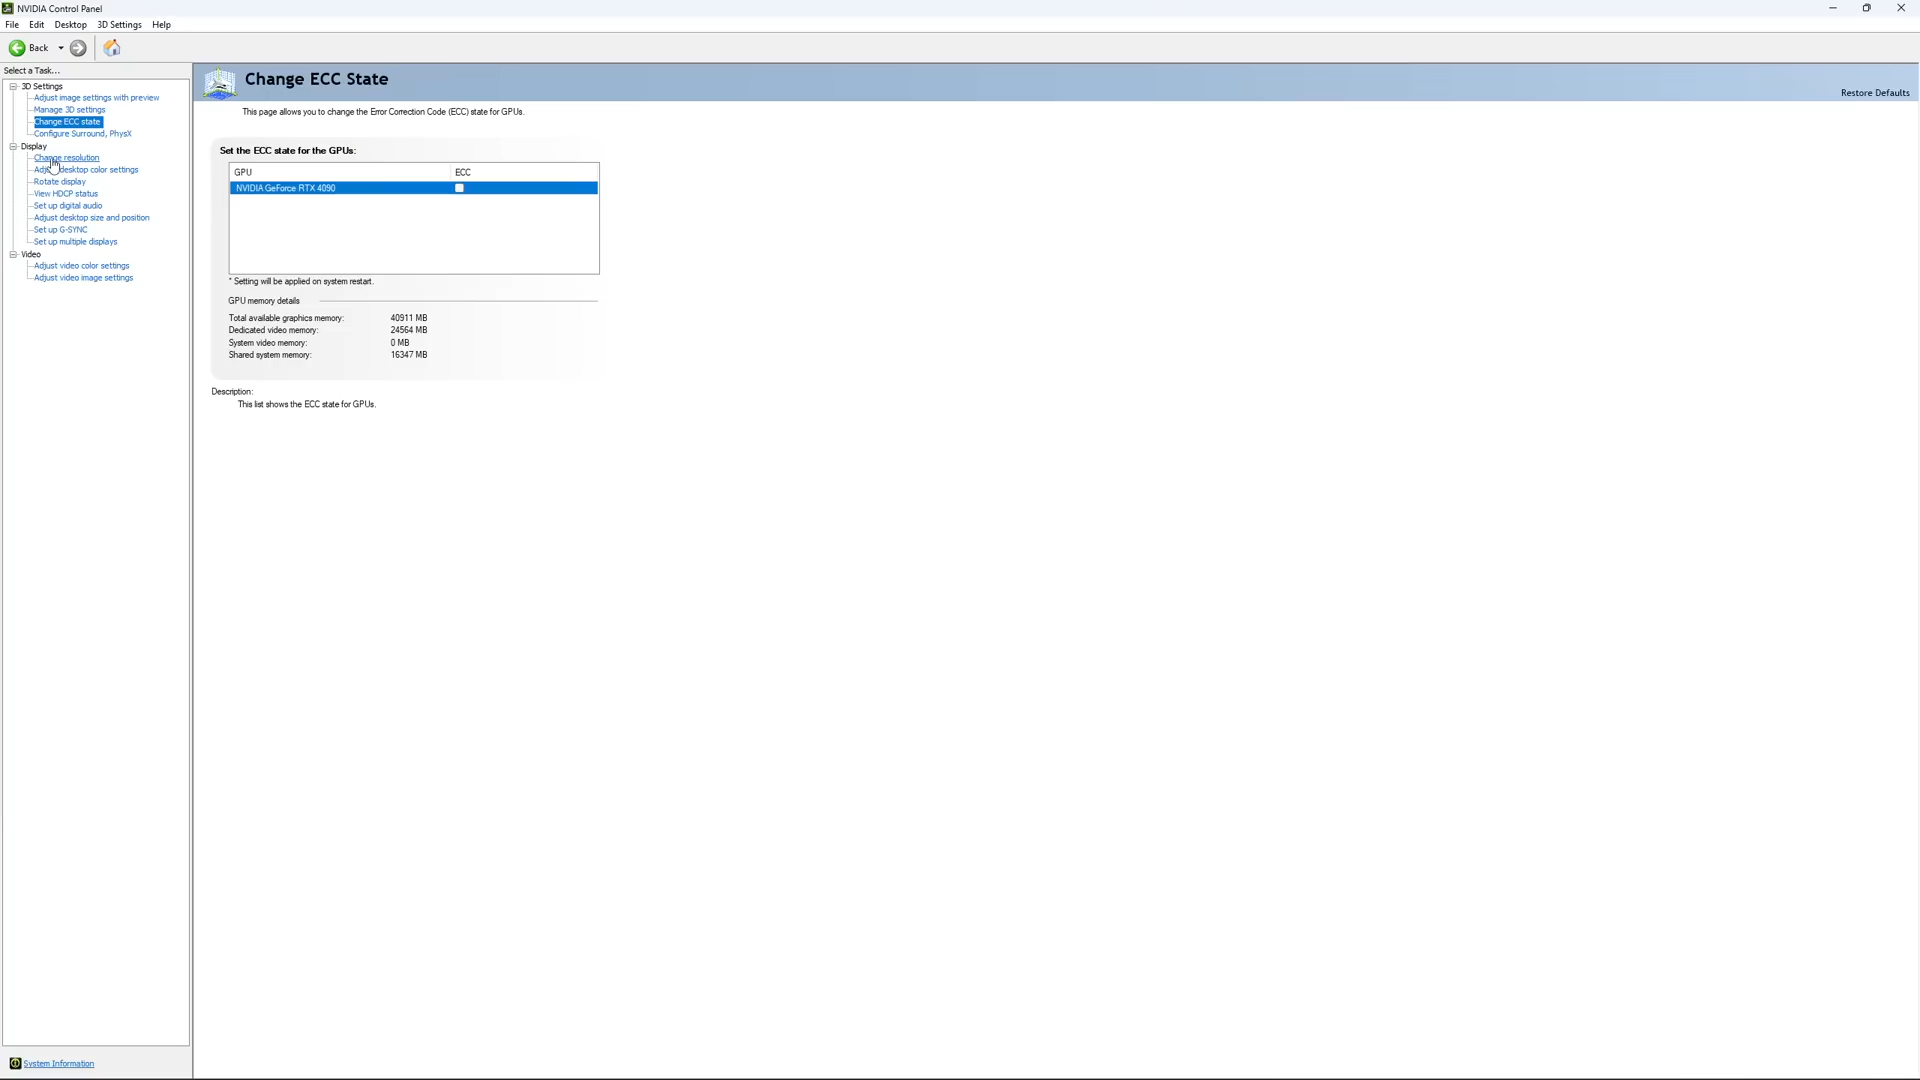 NVIDIA Control Panel
File Edit Desktop 3D Settings Help
Back
Select a Task...
3D Settings
Adjust image settings with preview
Manage 3D settings
Change ECC state
Configure Surround, PhysX
Display
Change resolution
Adjust desktop color settings
Rotate display
View HDCP status
Set up digital audio
Adjust desktop size and position
Set up G-SYNC
Set up multiple displays
Video
Adjust video color settings
Adjust video image settings
System Information
Change ECC State
Restore Defaults
This page allows you to change the Error Correction Code (ECC) state for GPUs.
Set the ECC state for the GPUs:
GPU ECC
NVIDIA GeForce RTX 4090
* Setting will be applied on system restart.
GPU memory details
Total available graphics memory: 40911 MB
Dedicated video memory: 24564 MB
System video memory: 0 MB
Shared system memory: 16347 MB
Description:
This list shows the ECC state for GPUs.